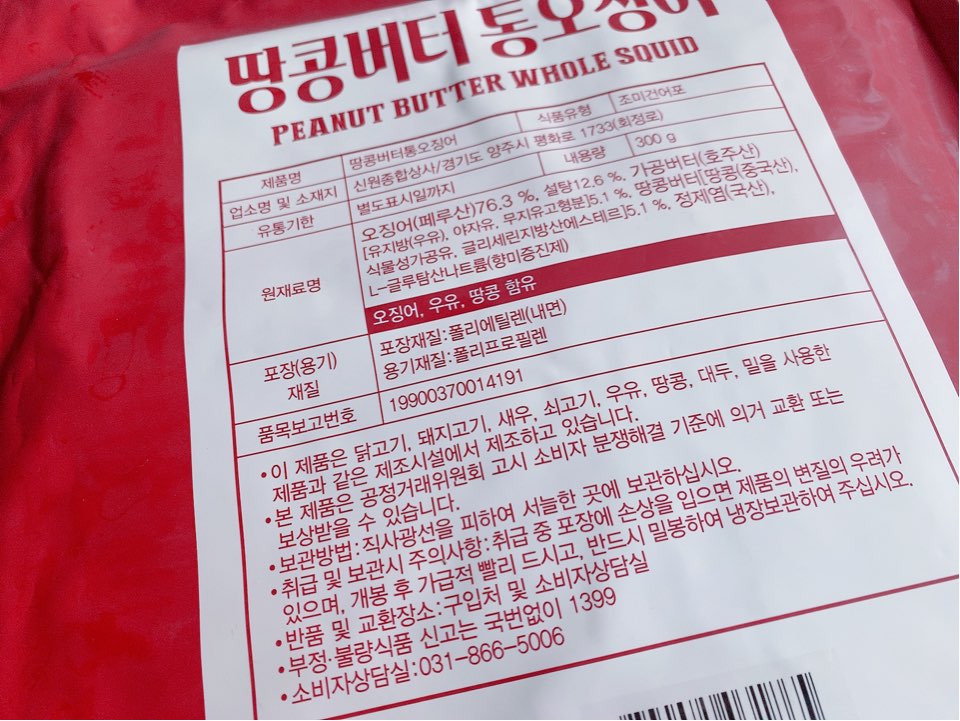 땅콩버터 통오징어
PEANUT BUTTER WHOLE SQUID
제품명 땅콩버터통오징어 식품유형 조미건어포
업소명 및 소재지 신원종합상사/경기도 양주시 평화로 1733(회정로)
유통기한 별도표시일까지 내용량 300 g
원재료명 오징어(페루산)76.3 %, 설탕12.6 %, 가공버터(호주산)
[유지방(우유), 야자유, 무지유고형분]5.1 %, 땅콩버터[땅콩(중국산),
식물성가공유, 글리세린지방산에스테르]5.1 %, 정제염(국산),
L-글루탐산나트륨(향미증진제)
오징어, 우유, 땅콩 함유
포장(용기) 재질 포장재질:폴리에틸렌(내면)
용기재질:폴리프로필렌
품목보고번호 19900370014191
•이 제품은 닭고기, 돼지고기, 새우, 쇠고기, 우유, 땅콩, 대두, 밀을 사용한
제품과 같은 제조시설에서 제조하고 있습니다.
•본 제품은 공정거래위원회 고시 소비자 분쟁해결 기준에 의거 교환 또는
보상받을 수 있습니다.
•보관방법:직사광선을 피하여 서늘한 곳에 보관하십시오.
•취급 및 보관시 주의사항:취급 중 포장에 손상을 입으면 제품의 변질의 우려가
있으며, 개봉 후 가급적 빨리 드시고, 반드시 밀봉하여 냉장보관하여 주십시오.
•반품 및 교환장소:구입처 및 소비자상담실
•부정·불량식품 신고는 국번없이 1399
•소비자상담실:031-866-5006